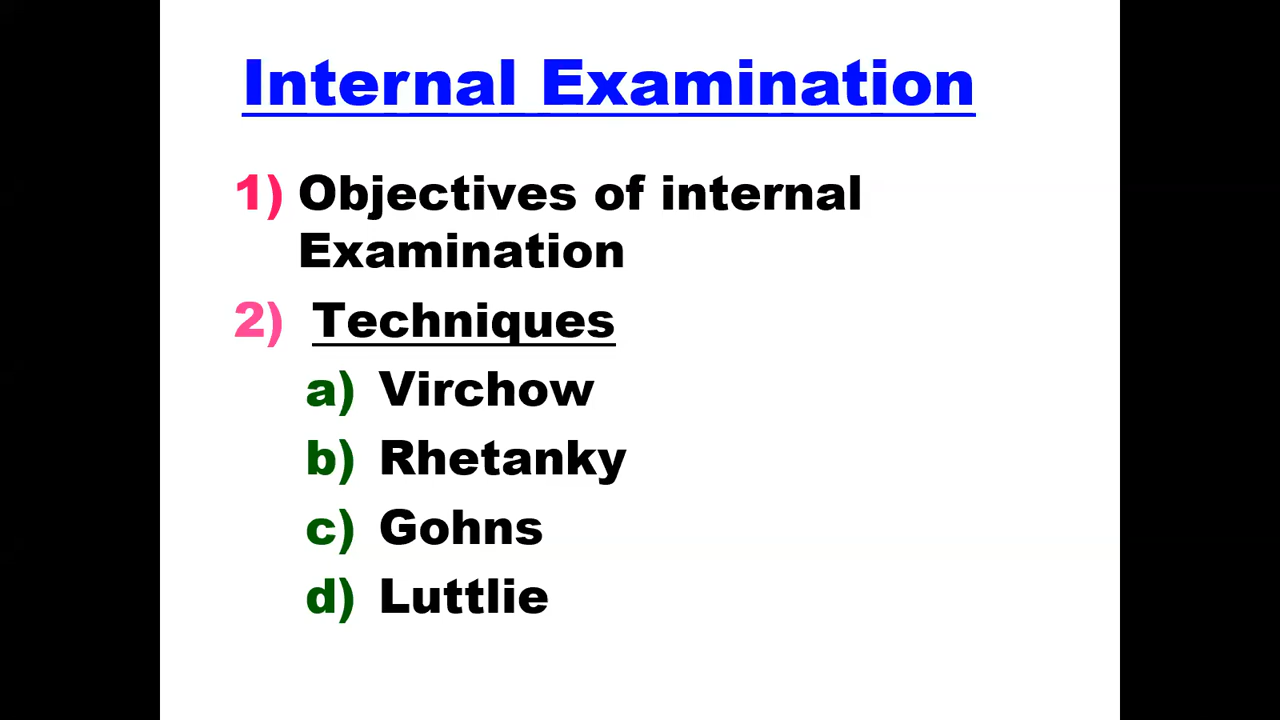 Internal Examination
1) Objectives of internal
Examination
2) Techniques
a) Virchow
b) Rhetanky
c) Gohns
d) Luttlie